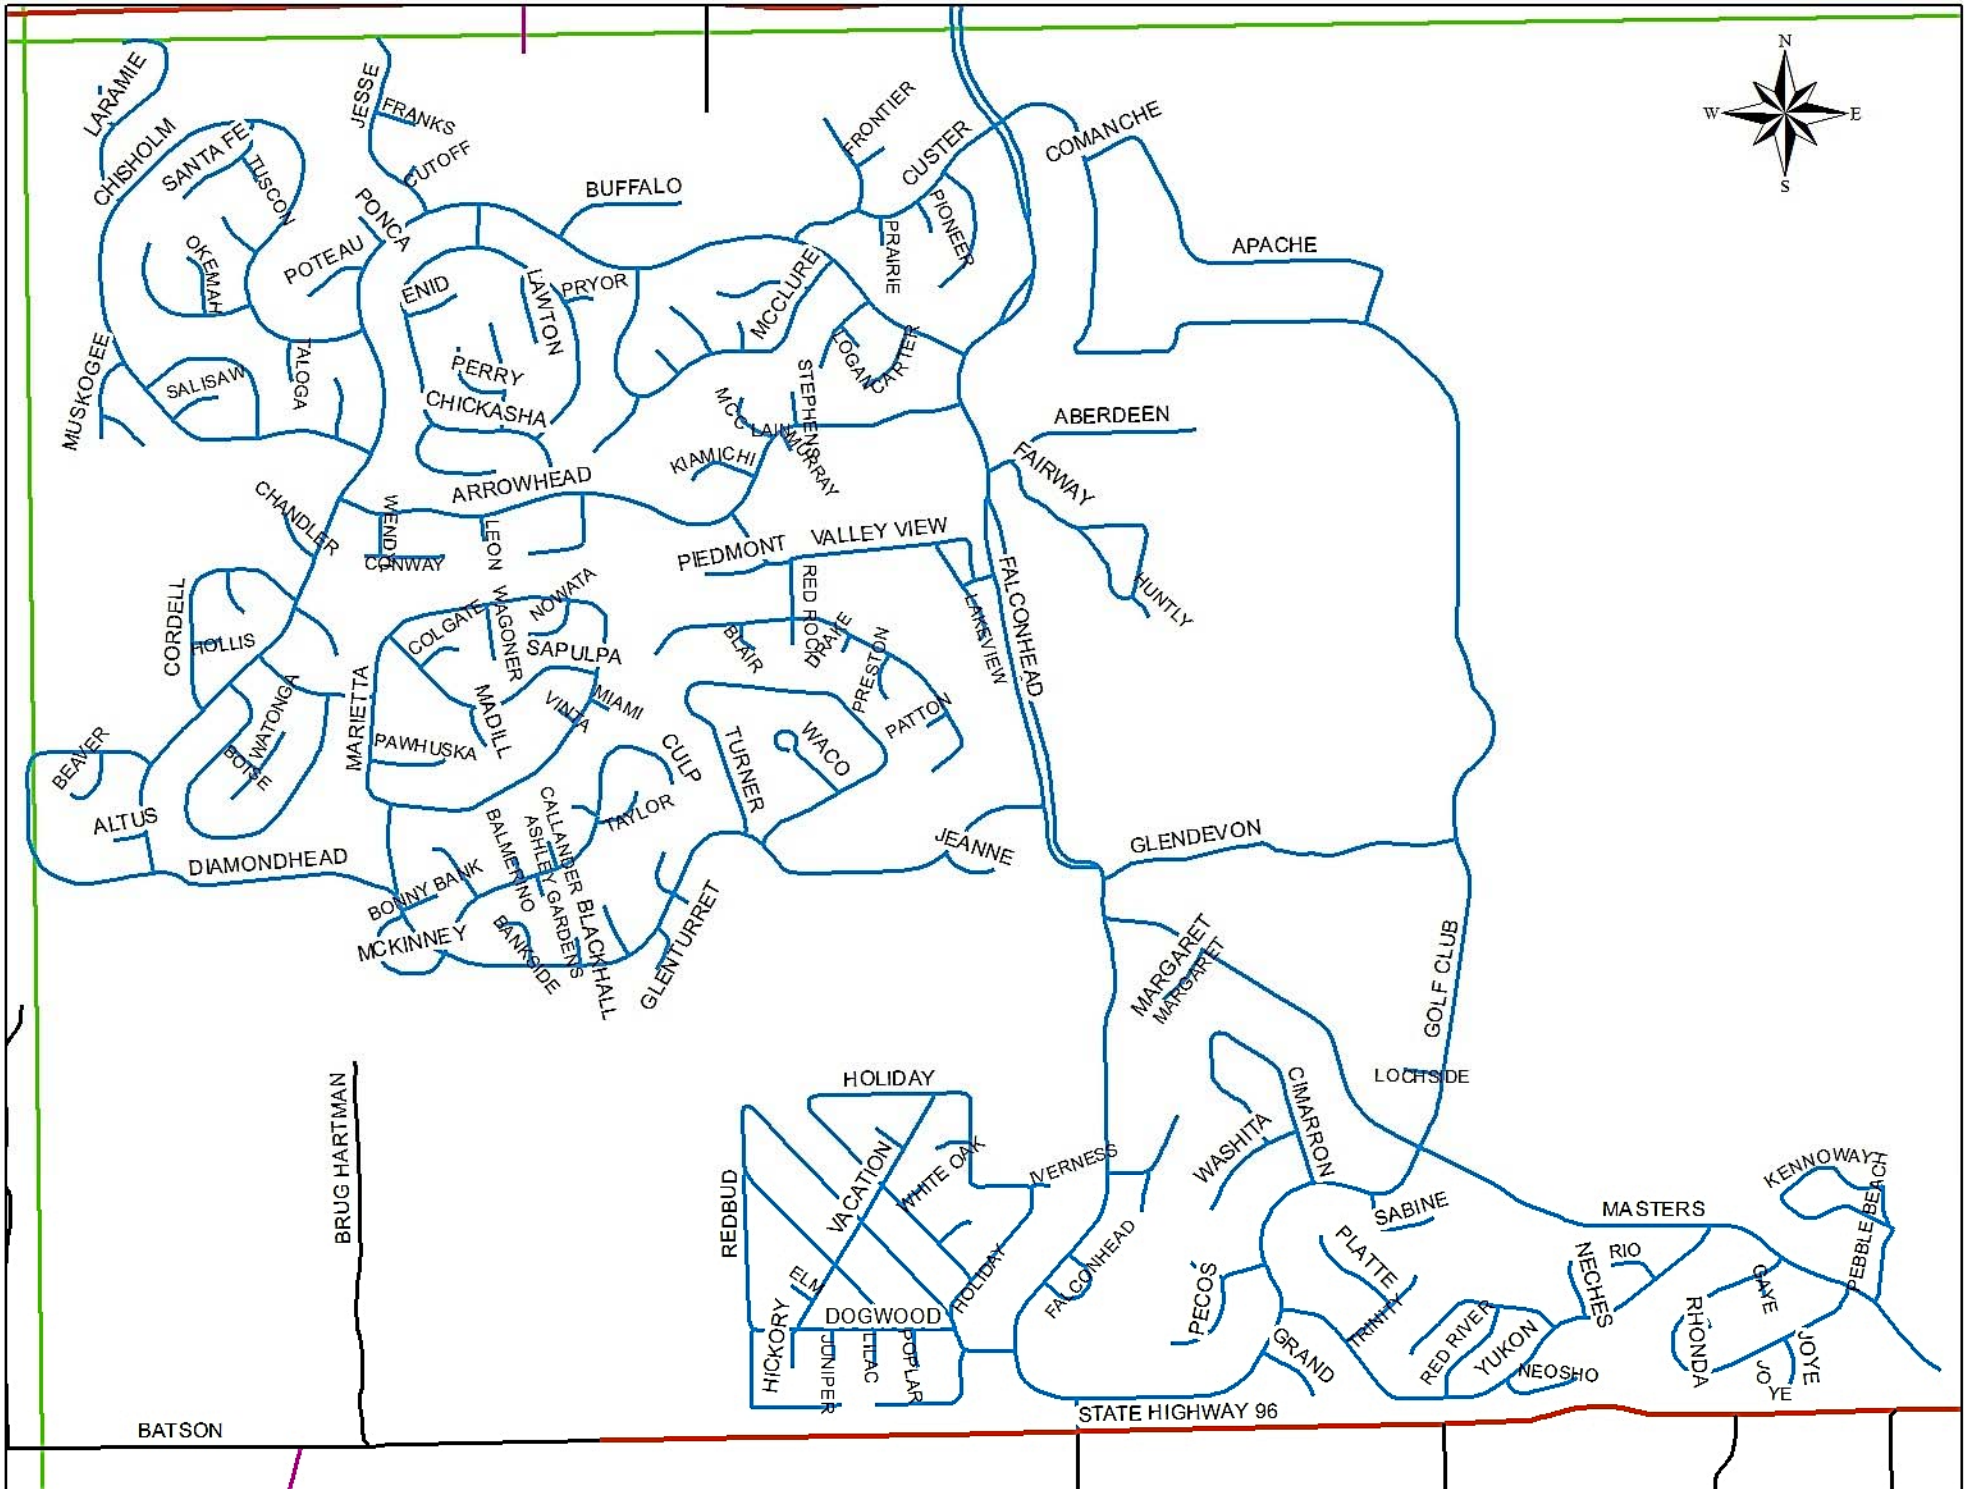 N
W
E
S
LARAMIE
JESSE
FRANKS
CUTOFF
CHISHOLM
SANTA FE
TUSCON
PONCA
BUFFALO
FRONTIER
CUSTER
COMANCHE
PIONEER
PRAIRIE
APACHE
OKEMAH
POTEAU
ENID
LAWTON
PRYOR
MCCLURE
LOGAN
CARTER
MUSKOGEE
SALISAW
TALOGA
PERRY
CHICKASHA
STEPHENS
MCC LAIN
MURRAY
KIAMICHI
ABERDEEN
FAIRWAY
HUNTLY
ARROWHEAD
CHANDLER
WENDY
CONWAY
LEON
PIEDMONT
VALLEY VIEW
RED ROCK
FALCONHEAD
LAKEVIEW
CORDELL
HOLLIS
COLGATE
WAGONER
NOWATA
SAPULPA
BLAIR
DRAKE
PRESTON
PATTON
MARIETTA
MADILL
VINTA
MIAMI
WATONGA
BOISE
BEAVER
ALTUS
PAWHUSKA
CULP
TAYLOR
TURNER
WACO
JEANNE
GLENDEVON
DIAMONDHEAD
BONNY BANK
BALMERINO
CALLANDER
ASHLEY GARDENS
BLACKHALL
BANKSIDE
MCKINNEY
GLENTURRET
MARGARET
MARGARET
GOLF CLUB
LOCHSIDE
BRUG HARTMAN
HOLIDAY
REDBUD
VACATION
WHITE OAK
IVERNESS
WASHITA
CIMARRON
SABINE
MASTERS
KENNOWAY
PEBBLE BEACH
ELM
HOLIDAY
FALCONHEAD
PECOS
PLATTE
TRINITY
NECHES
RIO
GAYE
DOGWOOD
HICKORY
JUNIPER
LILAC
POPLAR
GRAND
RED RIVER
YUKON
NEOSHO
RHONDA
JOYE
JOYE
STATE HIGHWAY 96
BATSON